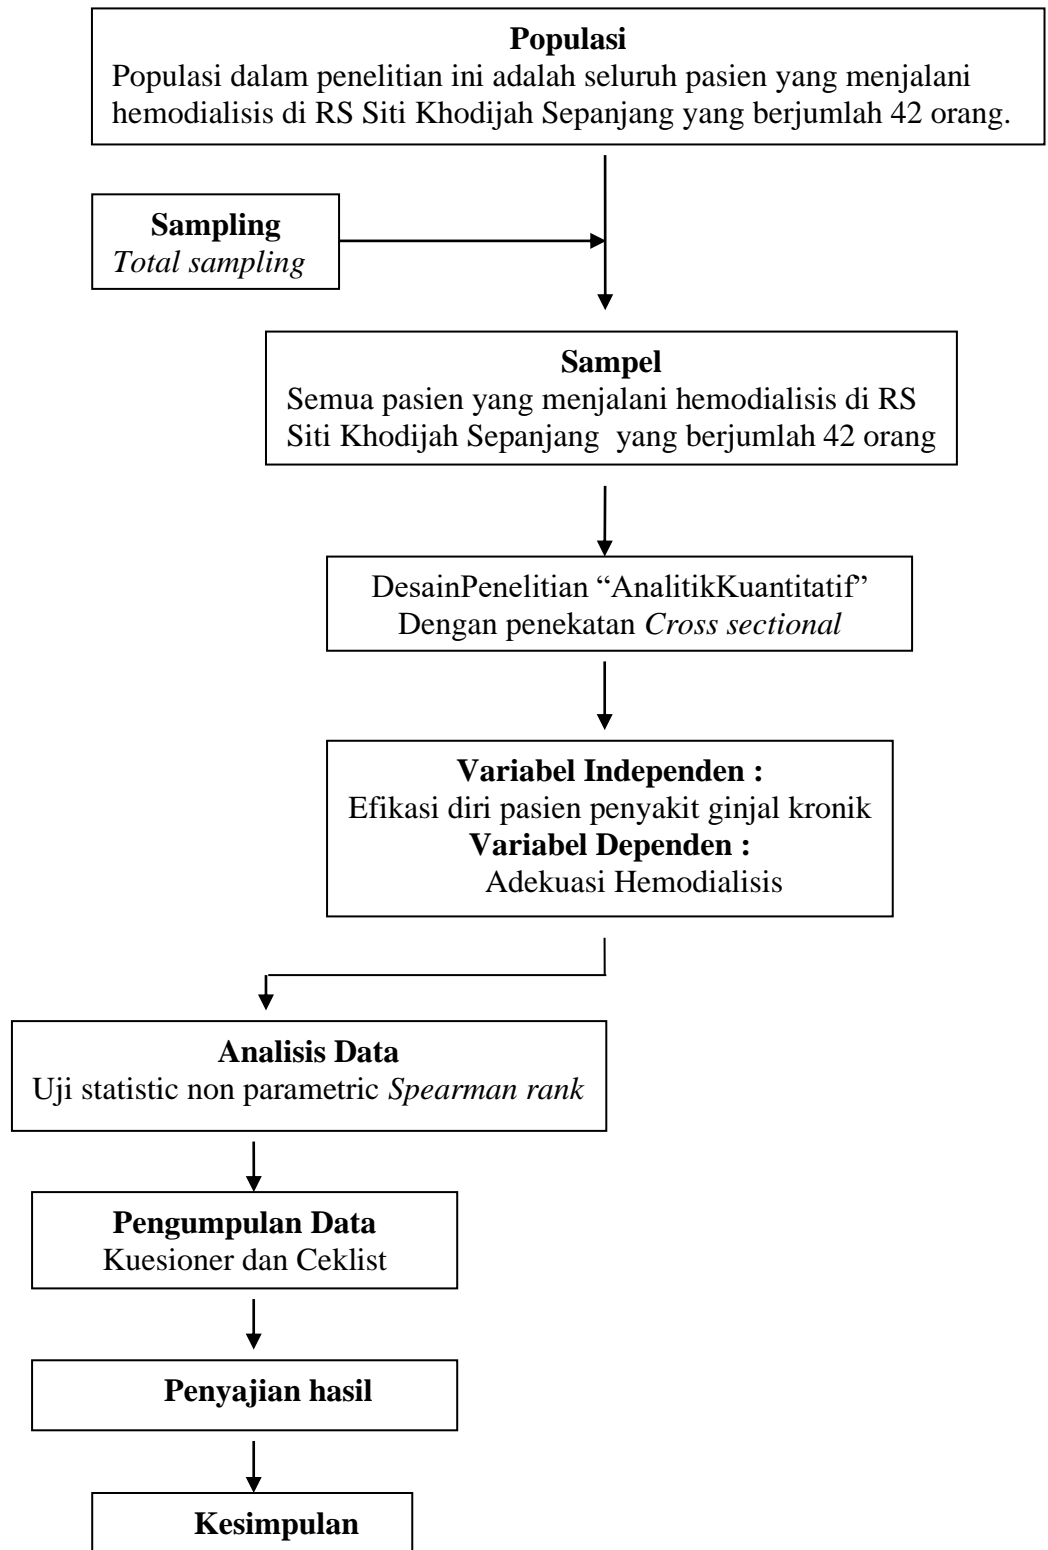 Populasi
Populasi dalam penelitian ini adalah seluruh pasien yang menjalani
hemodialisis di RS Siti Khodijah Sepanjang yang berjumlah 42 orang.
Sampling
Total sampling
Sampel
Semua pasien yang menjalani hemodialisis di RS
Siti Khodijah Sepanjang  yang berjumlah 42 orang
DesainPenelitian “AnalitikKuantitatif”
Dengan penekatan Cross sectional
Variabel Independen :
Efikasi diri pasien penyakit ginjal kronik
Variabel Dependen :
Adekuasi Hemodialisis
Analisis Data
Uji statistic non parametric Spearman rank
Pengumpulan Data
Kuesioner dan Ceklist
Penyajian hasil
Kesimpulan